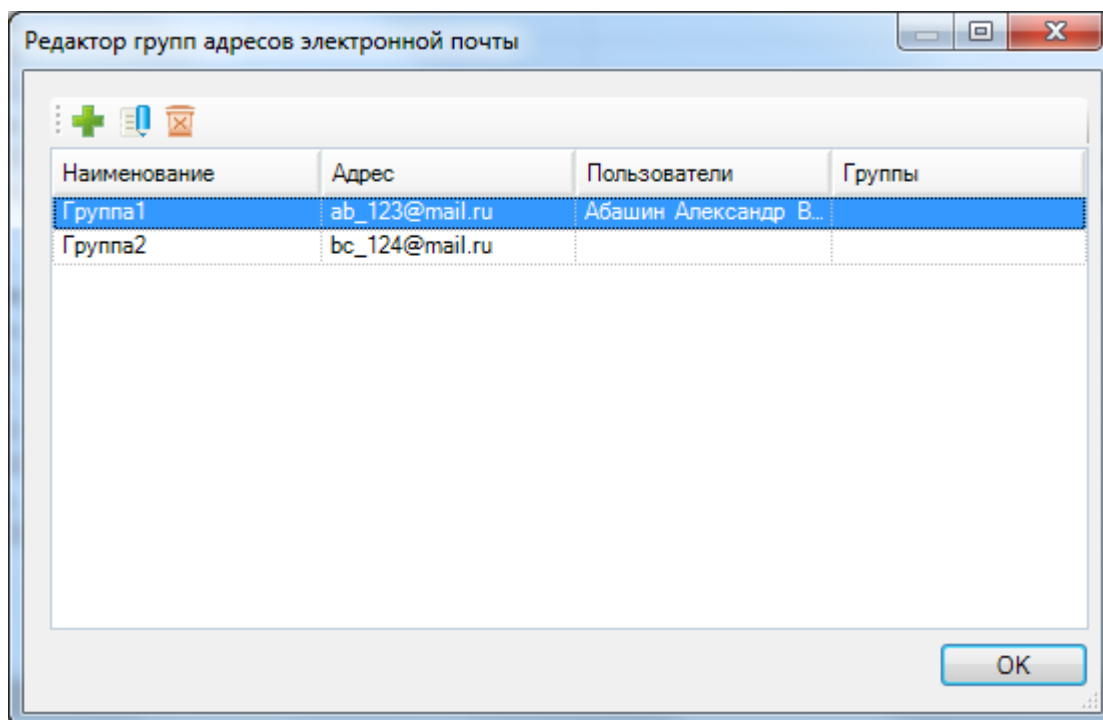 Редактор групп адресов электронной почты
Наименование Адрес Пользователи Группы
Группа1 ab_123@mail.ru Абашин Александр В...
Группа2 bc_124@mail.ru
OK